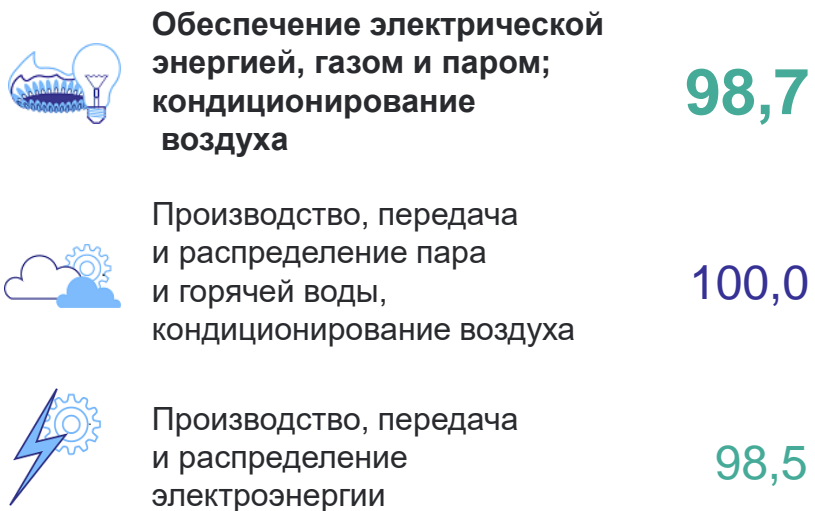 Обеспечение электрической
энергией, газом и паром;
кондиционирование
воздуха
98,7
Производство, передача
и распределение пара
и горячей воды,
кондиционирование воздуха
100,0
Производство, передача
и распределение
электроэнергии
98,5